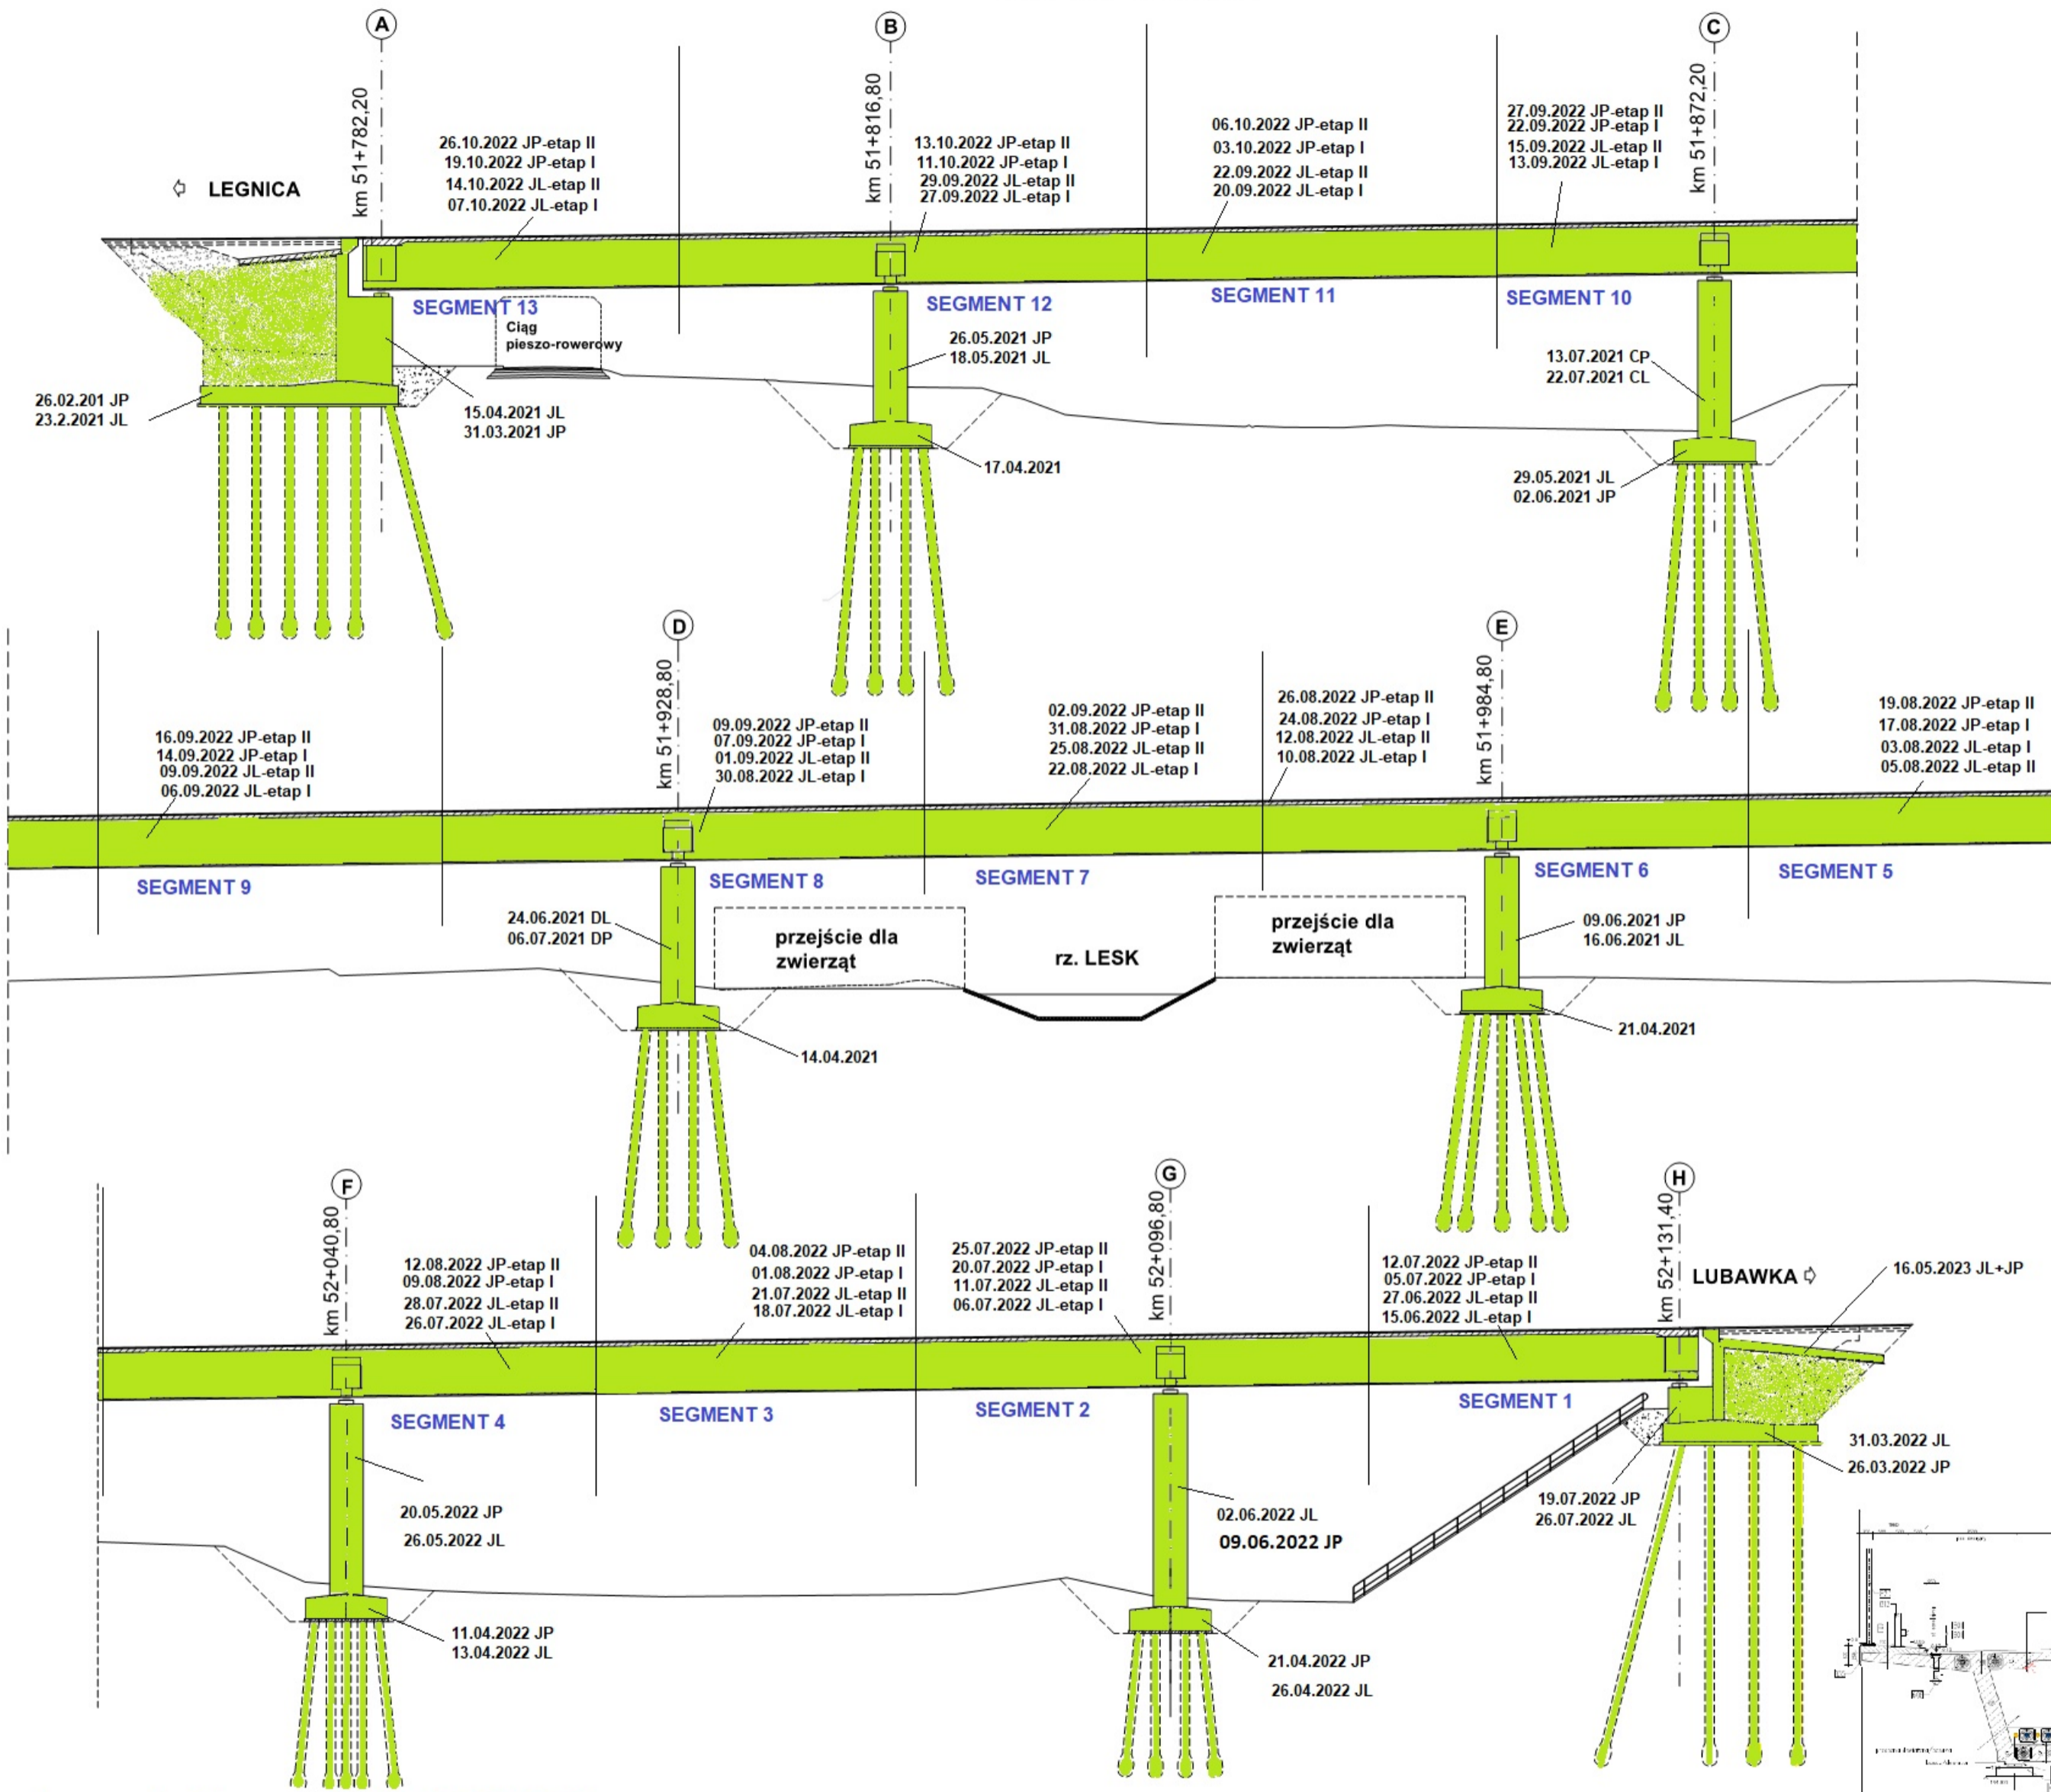 A
B
C
km 51+782,20
km 51+816,80
km 51+872,20
LEGNICA
26.10.2022 JP-etap II
19.10.2022 JP-etap I
14.10.2022 JL-etap II
07.10.2022 JL-etap I
13.10.2022 JP-etap II
11.10.2022 JP-etap I
29.09.2022 JL-etap II
27.09.2022 JL-etap I
06.10.2022 JP-etap II
03.10.2022 JP-etap I
22.09.2022 JL-etap II
20.09.2022 JL-etap I
27.09.2022 JP-etap II
22.09.2022 JP-etap I
15.09.2022 JL-etap II
13.09.2022 JL-etap I
SEGMENT 13
SEGMENT 12
SEGMENT 11
SEGMENT 10
Ciąg
pieszo-rowerowy
26.05.2021 JP
18.05.2021 JL
13.07.2021 CP
22.07.2021 CL
26.02.201 JP
23.2.2021 JL
15.04.2021 JL
31.03.2021 JP
17.04.2021
29.05.2021 JL
02.06.2021 JP
D
E
km 51+928,80
km 51+984,80
16.09.2022 JP-etap II
14.09.2022 JP-etap I
09.09.2022 JL-etap II
06.09.2022 JL-etap I
09.09.2022 JP-etap II
07.09.2022 JP-etap I
01.09.2022 JL-etap II
30.08.2022 JL-etap I
02.09.2022 JP-etap II
31.08.2022 JP-etap I
25.08.2022 JL-etap II
22.08.2022 JL-etap I
26.08.2022 JP-etap II
24.08.2022 JP-etap I
12.08.2022 JL-etap II
10.08.2022 JL-etap I
19.08.2022 JP-etap II
17.08.2022 JP-etap I
03.08.2022 JL-etap I
05.08.2022 JL-etap II
SEGMENT 9
SEGMENT 8
SEGMENT 7
SEGMENT 6
SEGMENT 5
24.06.2021 DL
06.07.2021 DP
przejście dla
zwierząt
rz. LESK
przejście dla
zwierząt
09.06.2021 JP
16.06.2021 JL
14.04.2021
21.04.2021
F
G
H
km 52+040,80
km 52+096,80
km 52+131,40
12.08.2022 JP-etap II
09.08.2022 JP-etap I
28.07.2022 JL-etap II
26.07.2022 JL-etap I
04.08.2022 JP-etap II
01.08.2022 JP-etap I
21.07.2022 JL-etap II
18.07.2022 JL-etap I
25.07.2022 JP-etap II
20.07.2022 JP-etap I
11.07.2022 JL-etap II
06.07.2022 JL-etap I
12.07.2022 JP-etap II
05.07.2022 JP-etap I
27.06.2022 JL-etap II
15.06.2022 JL-etap I
LUBAWKA
16.05.2023 JL+JP
SEGMENT 4
SEGMENT 3
SEGMENT 2
SEGMENT 1
20.05.2022 JP
26.05.2022 JL
02.06.2022 JL
09.06.2022 JP
19.07.2022 JP
26.07.2022 JL
31.03.2022 JL
26.03.2022 JP
11.04.2022 JP
13.04.2022 JL
21.04.2022 JP
26.04.2022 JL